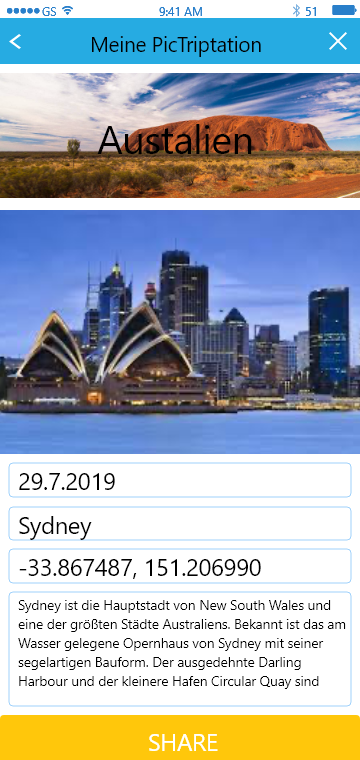 GS 9:41 AM 51
Meine PicTriptation
Austalien
29.7.2019
Sydney
-33.867487, 151.206990
Sydney ist die Hauptstadt von New South Wales und
eine der größten Städte Australiens. Bekannt ist das am
Wasser gelegene Opernhaus von Sydney mit seiner
segelartigen Bauform. Der ausgedehnte Darling
Harbour und der kleinere Hafen Circular Quay sind
SHARE